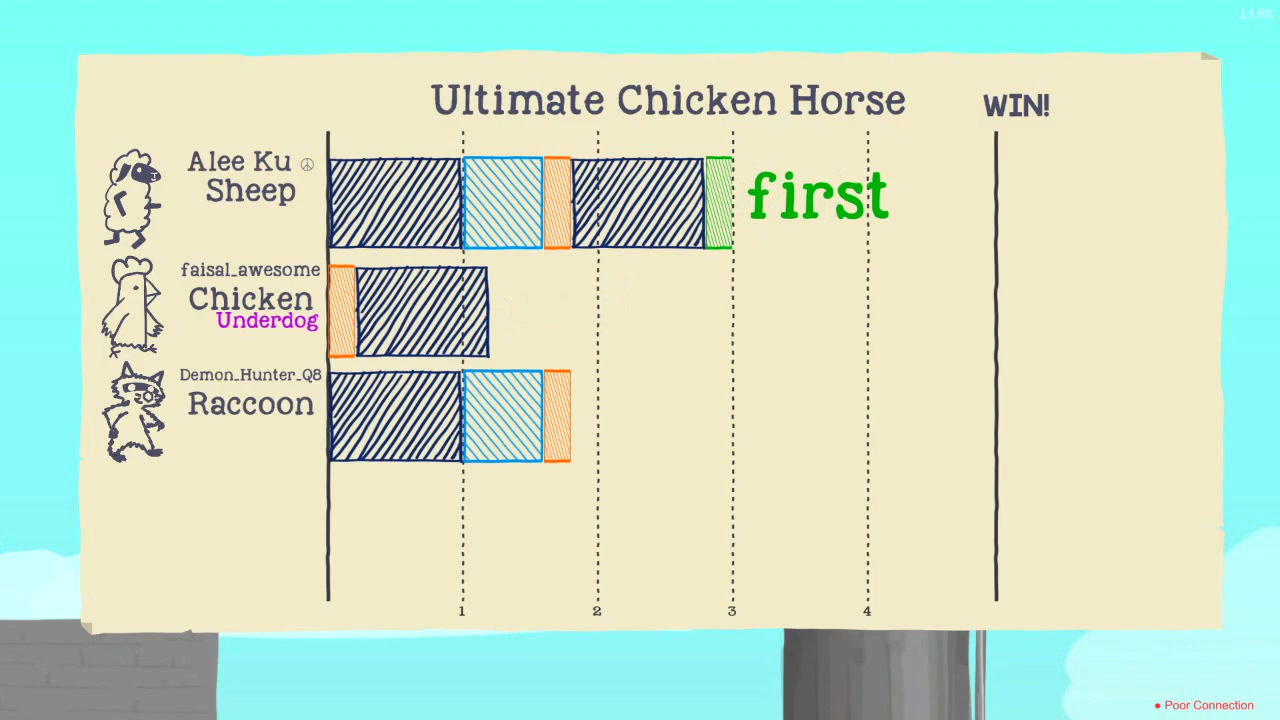 Ultimate Chicken Horse
WIN!
Alee Ku ☮
Sheep
first
faisal_awesome
Chicken
Underdog
Demon_Hunter_Q8
Raccoon
1 2 3 4
● Poor Connection